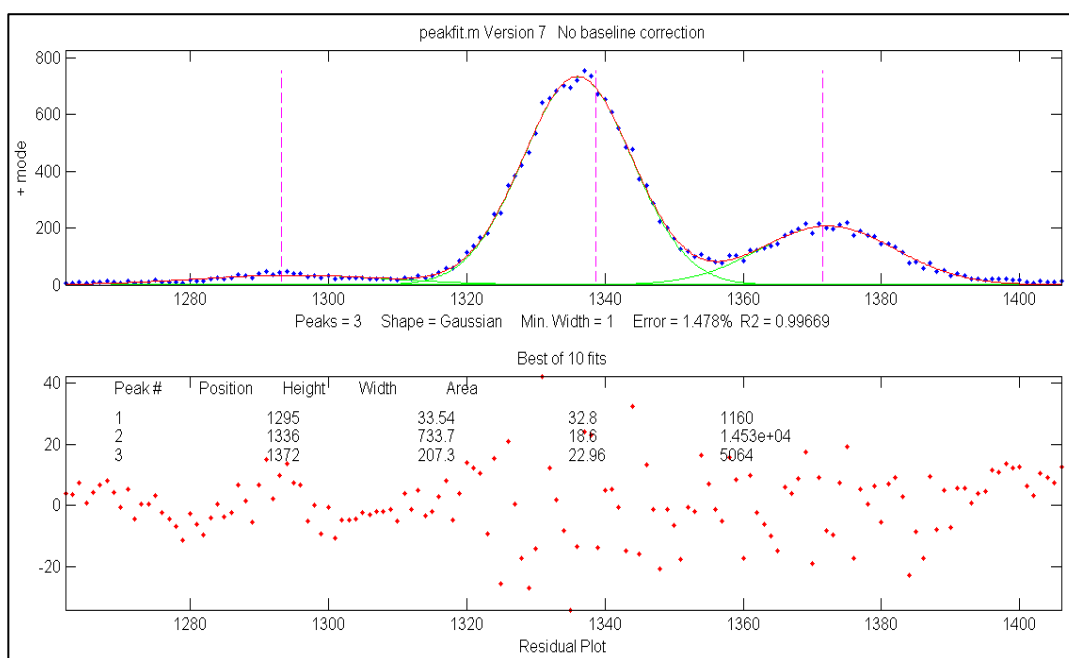 peakfit.m Version 7 No baseline correction
800
600
400
200
0
+ mode
1280 1300 1320 1340 1360 1380 1400
Peaks = 3 Shape = Gaussian Min. Width = 1 Error = 1.478% R2 = 0.99669
Best of 10 fits
40
20
0
-20
Peak # Position Height Width Area
1 1295 33.54 32.8 1160
2 1336 733.7 18.6 1.453e+04
3 1372 207.3 22.96 5064
1280 1300 1320 1340 1360 1380 1400
Residual Plot